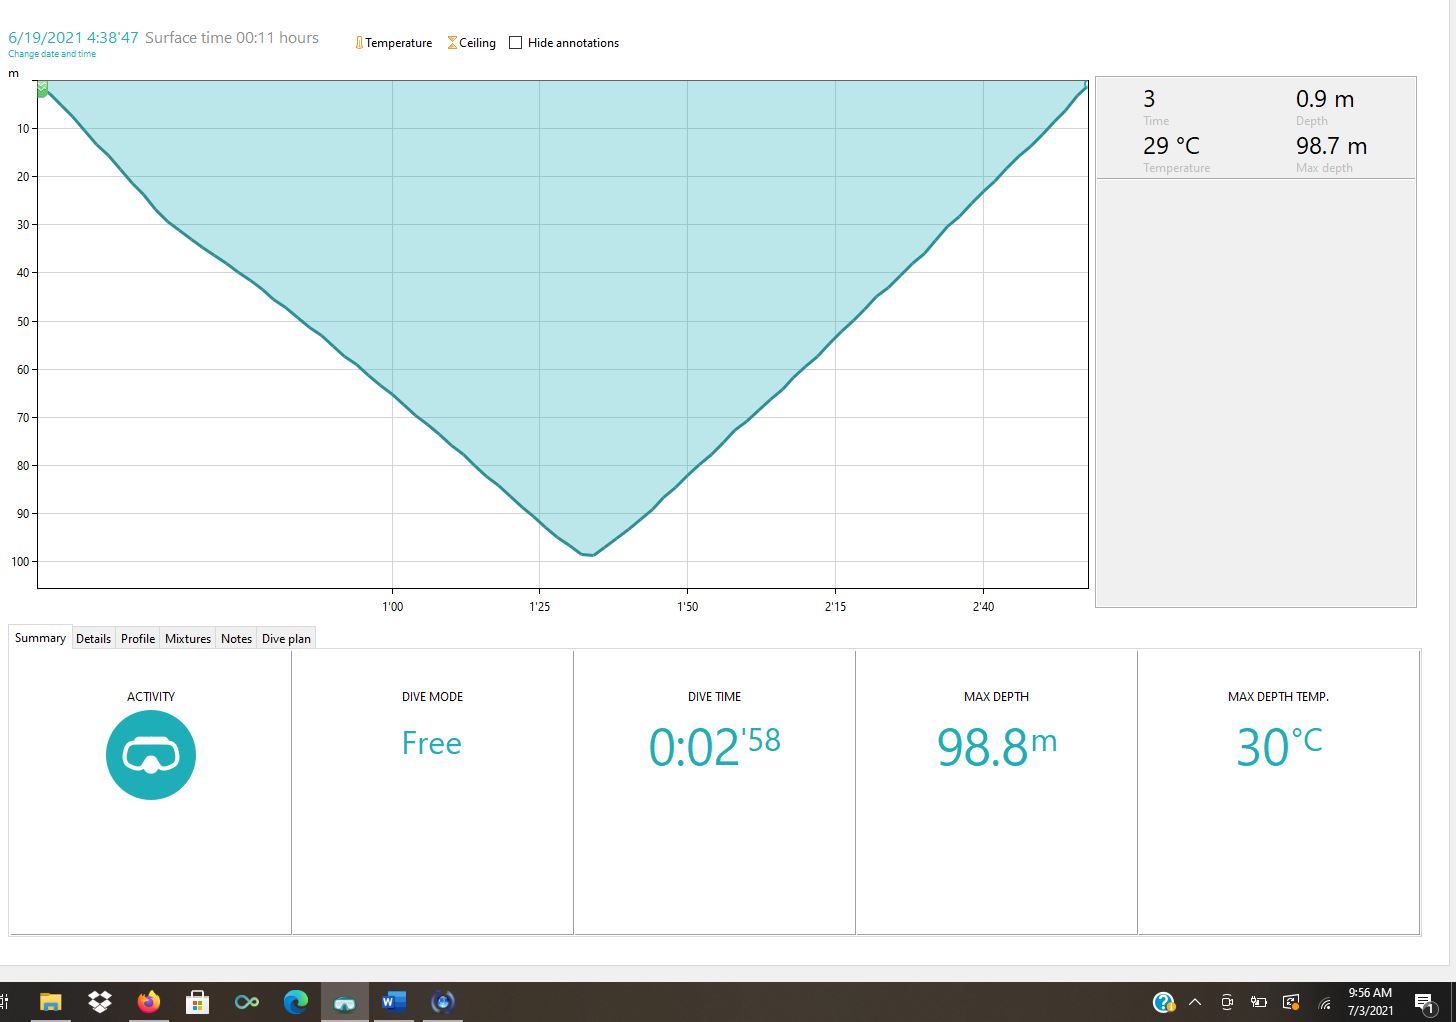 6/19/2021 4:38'47 Surface time 00:11 hours
Change date and time
Temperature Ceiling Hide annotations
m
10
20
30
40
50
60
70
80
90
100
1'00 1'25 1'50 2'15 2'40
3 0.9 m
Time Depth
29 °C 98.7 m
Temperature Max depth
Summary Details Profile Mixtures Notes Dive plan
ACTIVITY DIVE MODE DIVE TIME MAX DEPTH MAX DEPTH TEMP.
Free 0:02'58 98.8m 30°C
W
9:56 AM
7/3/2021
1